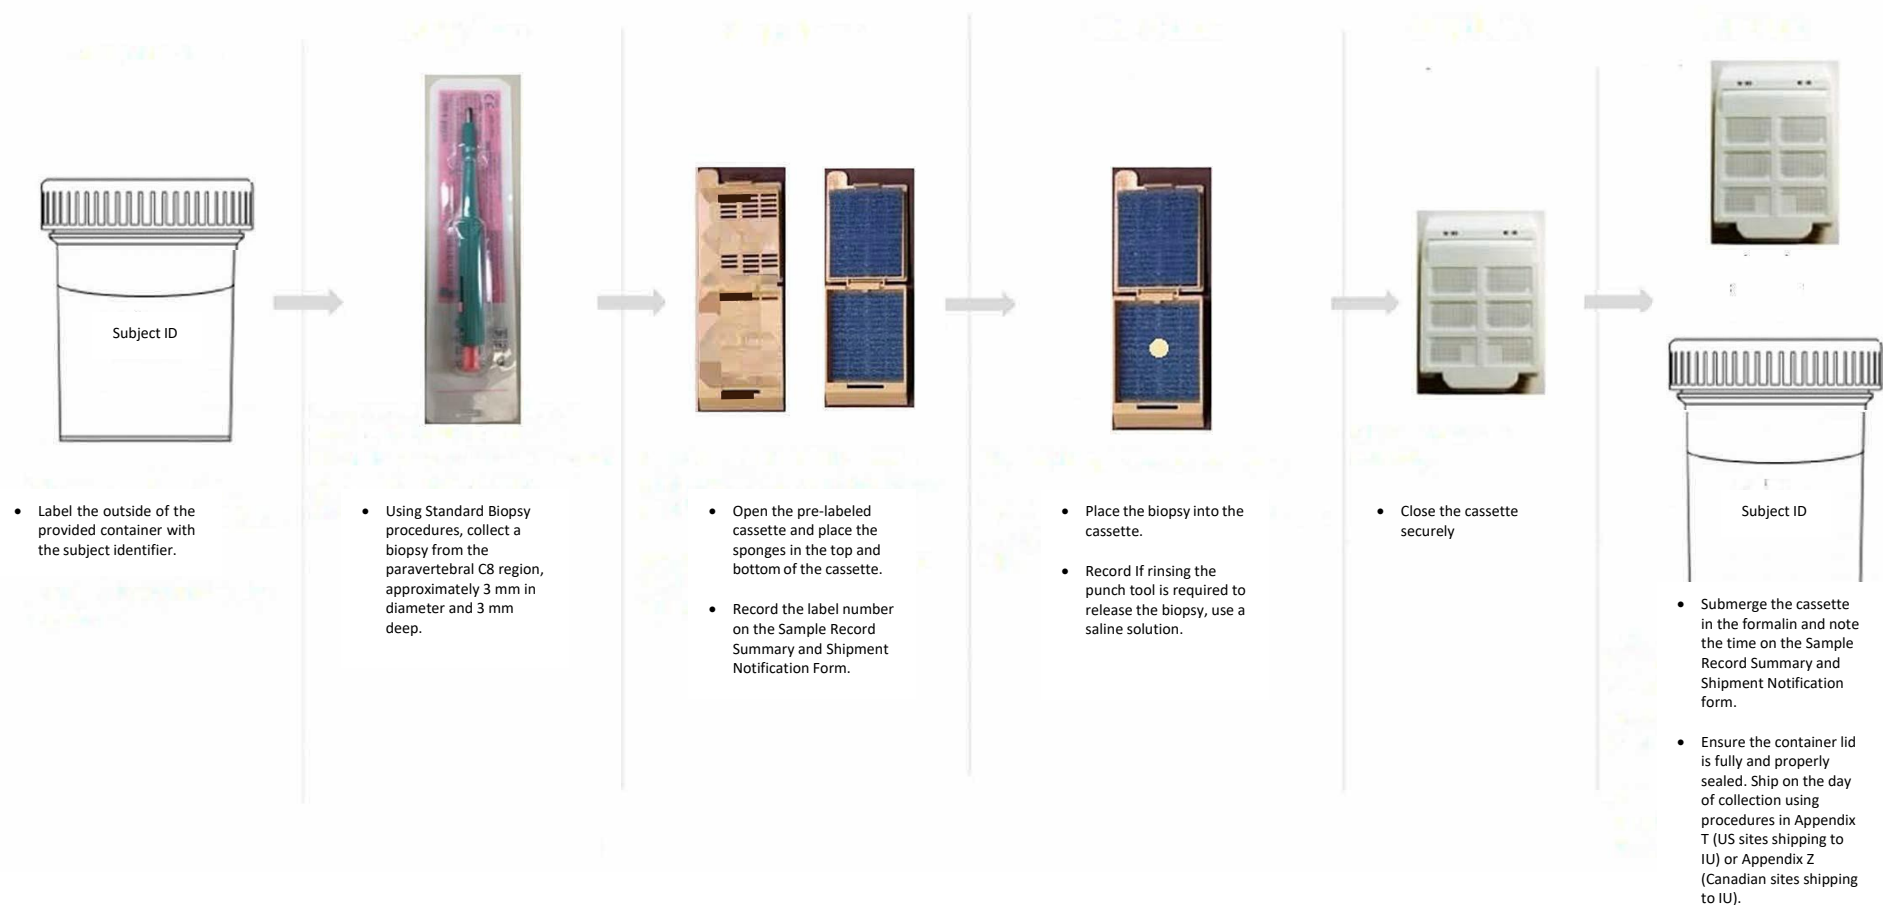 Subject ID
• Label the outside of the
provided container with
the subject identifier.
• Using Standard Biopsy
procedures, collect a
biopsy from the
paravertebral C8 region,
approximately 3 mm in
diameter and 3 mm
deep.
• Open the pre-labeled
cassette and place the
sponges in the top and
bottom of the cassette.
• Record the label number
on the Sample Record
Summary and Shipment
Notification Form.
• Place the biopsy into the
cassette.
• Record If rinsing the
punch tool is required to
release the biopsy, use a
saline solution.
• Close the cassette
securely
Subject ID
• Submerge the cassette
in the formalin and note
the time on the Sample
Record Summary and
Shipment Notification
form.
• Ensure the container lid
is fully and properly
sealed. Ship on the day
of collection using
procedures in Appendix
T (US sites shipping to
IU) or Appendix Z
(Canadian sites shipping
to IU).